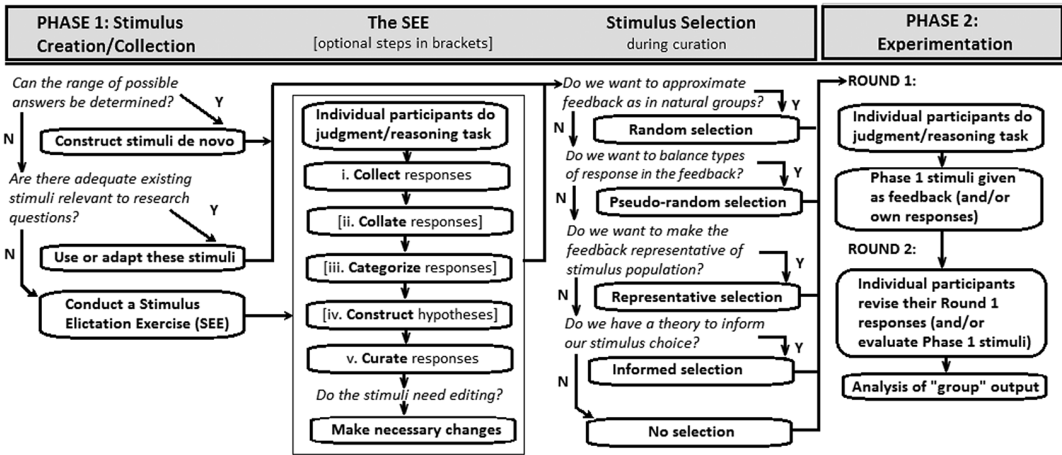 PHASE 1: Stimulus
Creation/Collection
The SEE
[optional steps in brackets]
Stimulus Selection
during curation
PHASE 2:
Experimentation
Can the range of possible
answers be determined?
Y
N
Construct stimuli de novo
Are there adequate existing
stimuli relevant to research
questions?
Y
N
Use or adapt these stimuli
Conduct a Stimulus
Elictation Exercise (SEE)
Individual participants do
judgment/reasoning task
i. Collect responses
[ii. Collate responses]
[iii. Categorize responses]
[iv. Construct hypotheses]
v. Curate responses
Do the stimuli need editing?
Make necessary changes
Do we want to approximate
feedback as in natural groups?
Y
N
Random selection
Do we want to balance types
of response in the feedback?
Y
N
Pseudo-random selection
Do we want to make the
feedback representative of
stimulus population?
Y
N
Representative selection
Do we have a theory to inform
our stimulus choice?
Y
N
Informed selection
No selection
ROUND 1:
Individual participants do
judgment/reasoning task
Phase 1 stimuli given
as feedback (and/or
own responses)
ROUND 2:
Individual participants
revise their Round 1
responses (and/or
evaluate Phase 1 stimuli)
Analysis of "group" output